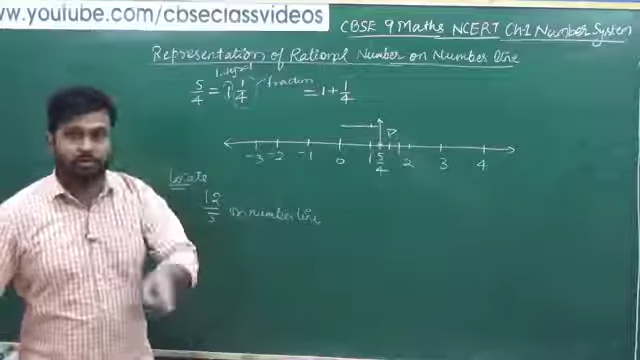 www.youtube.com/cbseclassvideos
CBSE 9 Maths NCERT Ch-1 Number System
Representation of Rational Number on Number line
Integral
fraction
5/4 = 1 1/4 = 1 + 1/4
P
-3 -2 -1 0 1 5/4 2 3 4
Locate
12/5 on number line